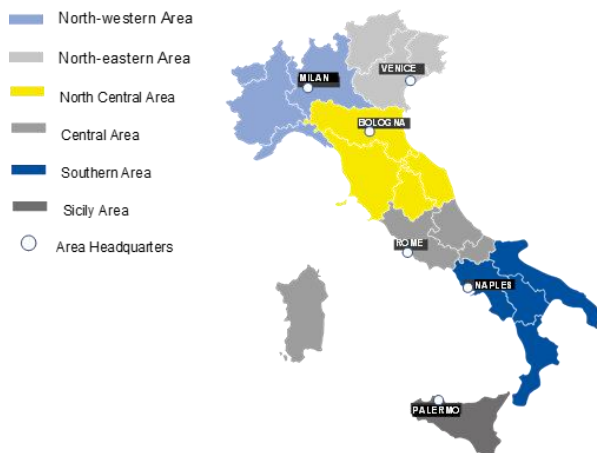 North-western Area
North-eastern Area
North Central Area
Central Area
Southern Area
Sicily Area
Area Headquarters
VENICE
MILAN
BOLOGNA
ROME
NAPLES
PALERMO